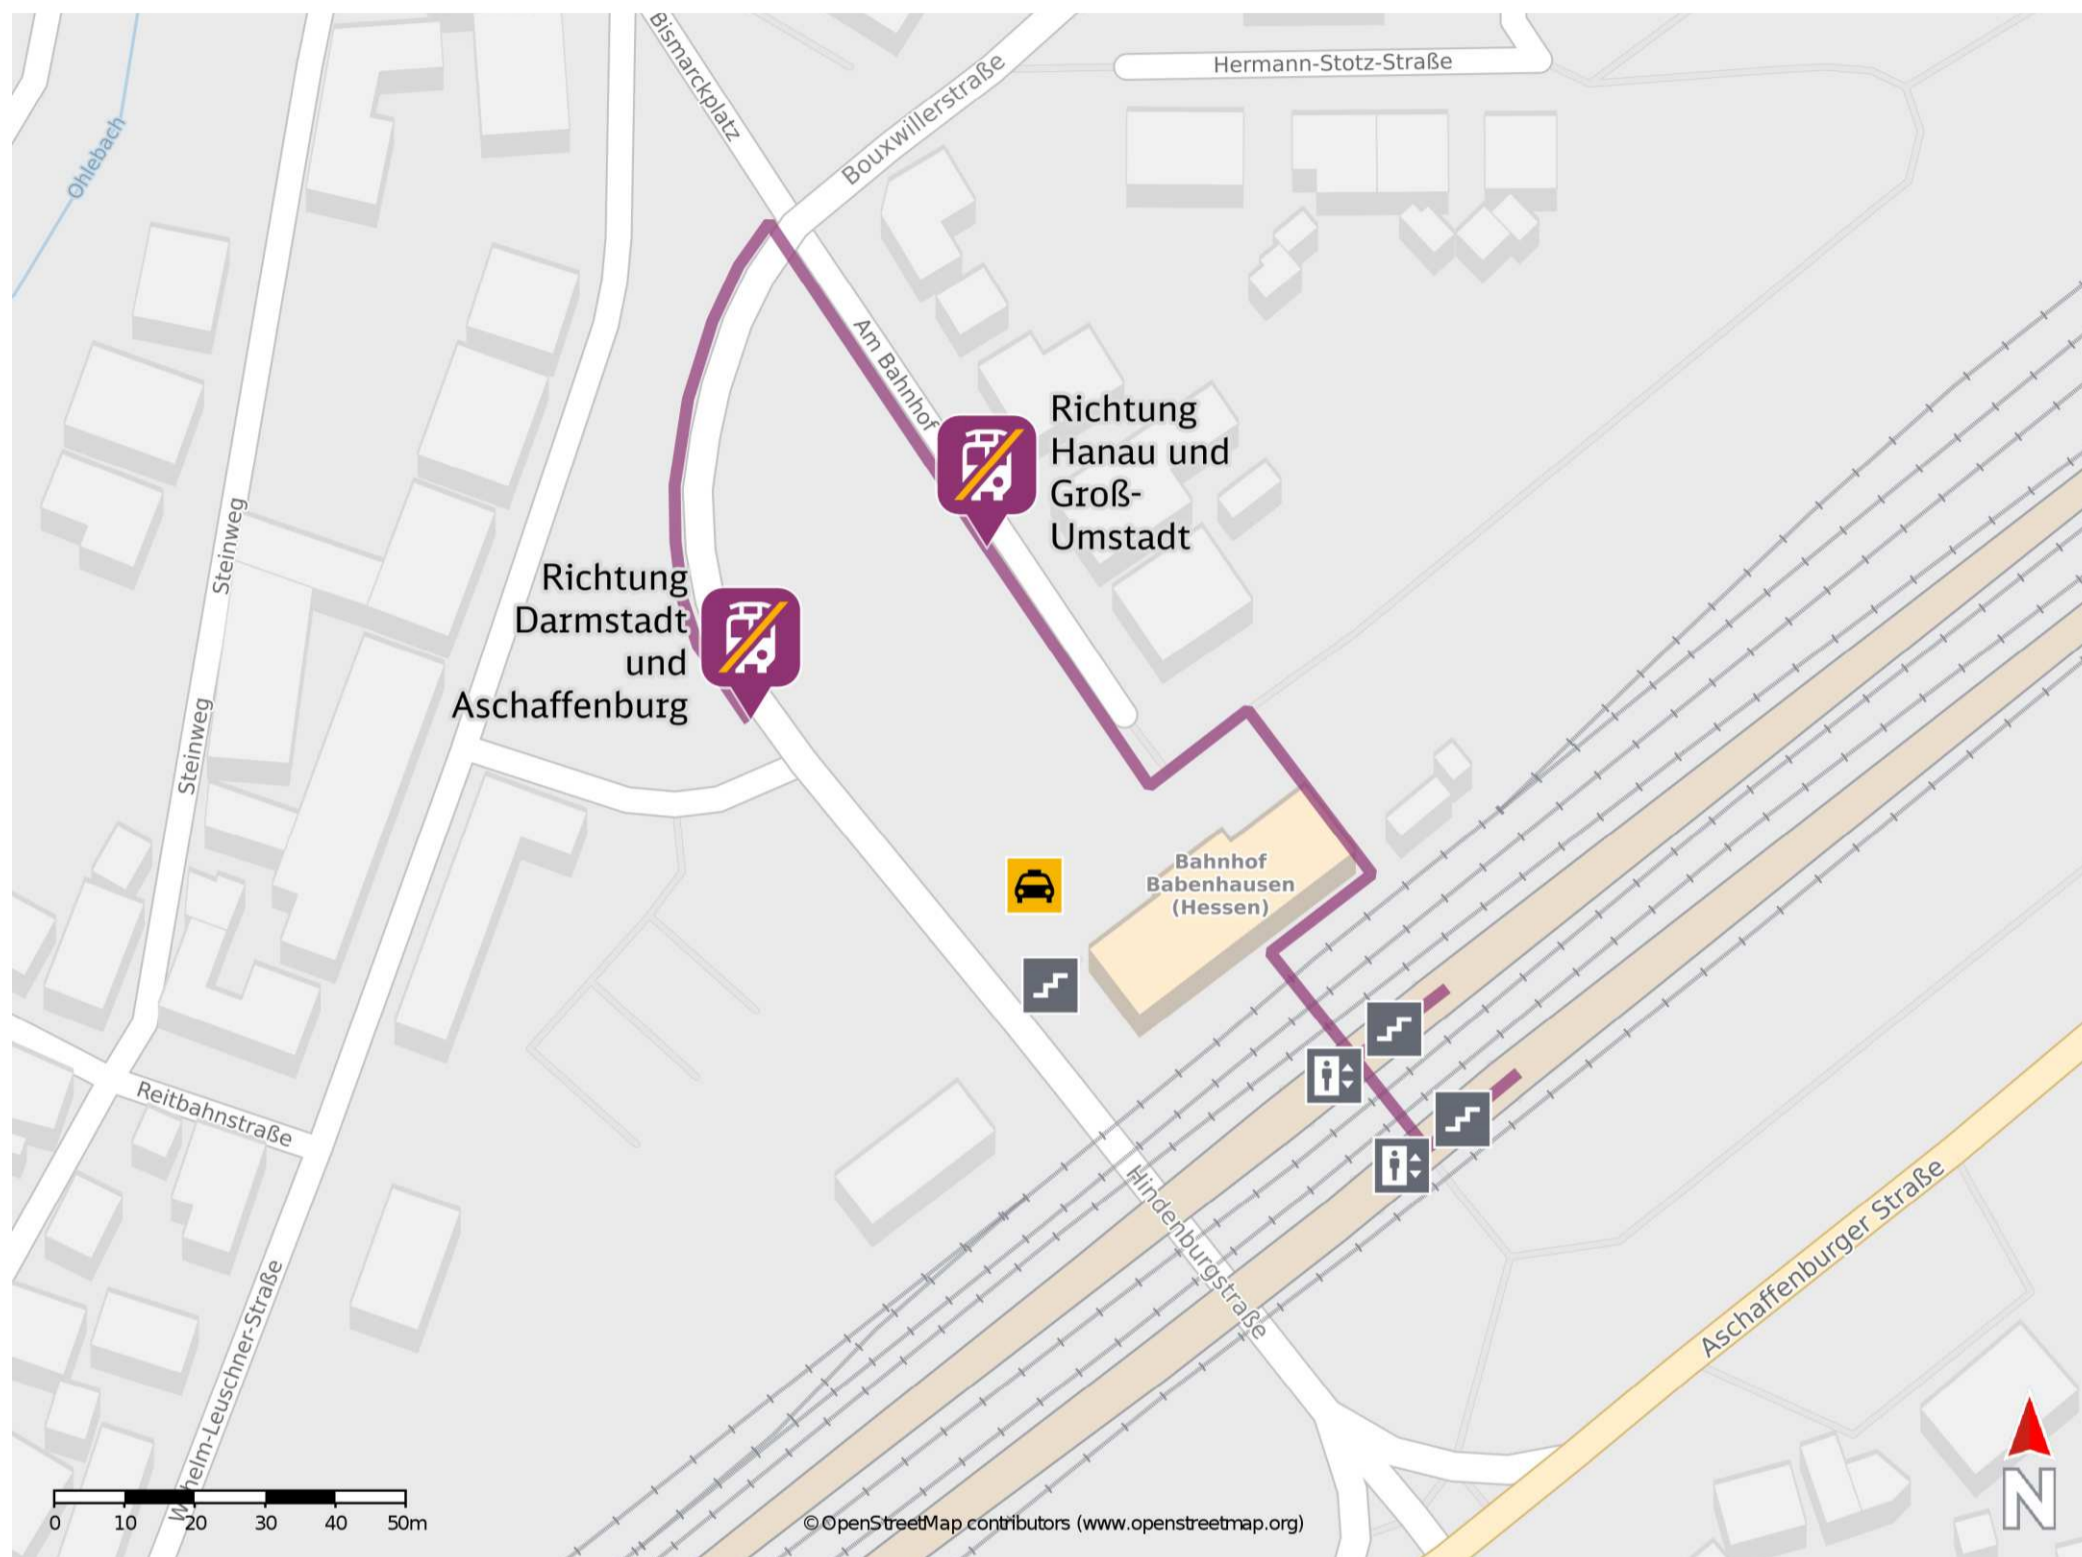 Bismarckplatz
Hermann-Stotz-Straße
Bouxwillerstraße
Ohlebach
Am Bahnhof
Richtung
Hanau und
Groß-
Umstadt
Steinweg
Richtung
Darmstadt
und
Aschaffenburg
Steinweg
Bahnhof
Babenhausen
(Hessen)
Reitbahnstraße
Hindenburgstraße
Aschaffenburger Straße
Wilhelm-Leuschner-Straße
0 10 20 30 40 50m
© OpenStreetMap contributors (www.openstreetmap.org)
N